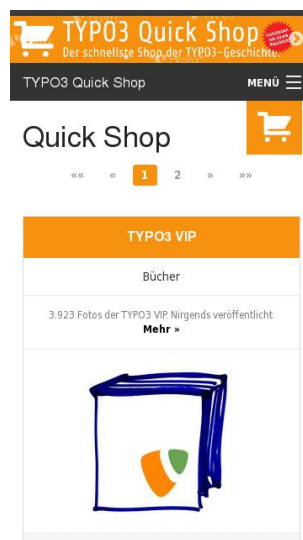 TYPO3 Quick Shop
Der schnellste Shop der TYPO3-Geschichte.
TYPO3 Quick Shop
MENÜ
Quick Shop
«« « 1 2 » »»
TYPO3 VIP
Bücher
3.923 Fotos der TYPO3 VIP. Nirgends veröffentlicht.
Mehr »